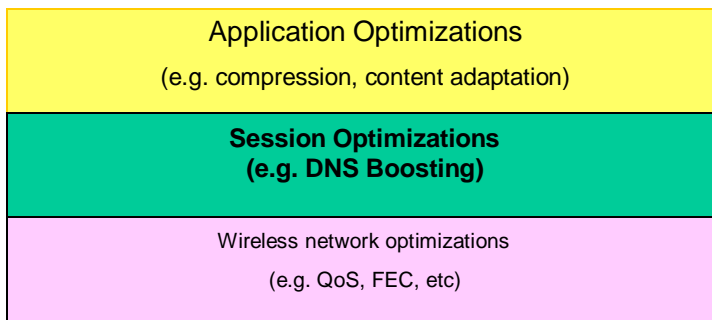 Application Optimizations
(e.g. compression, content adaptation)
Session Optimizations
(e.g. DNS Boosting)
Wireless network optimizations
(e.g. QoS, FEC, etc)